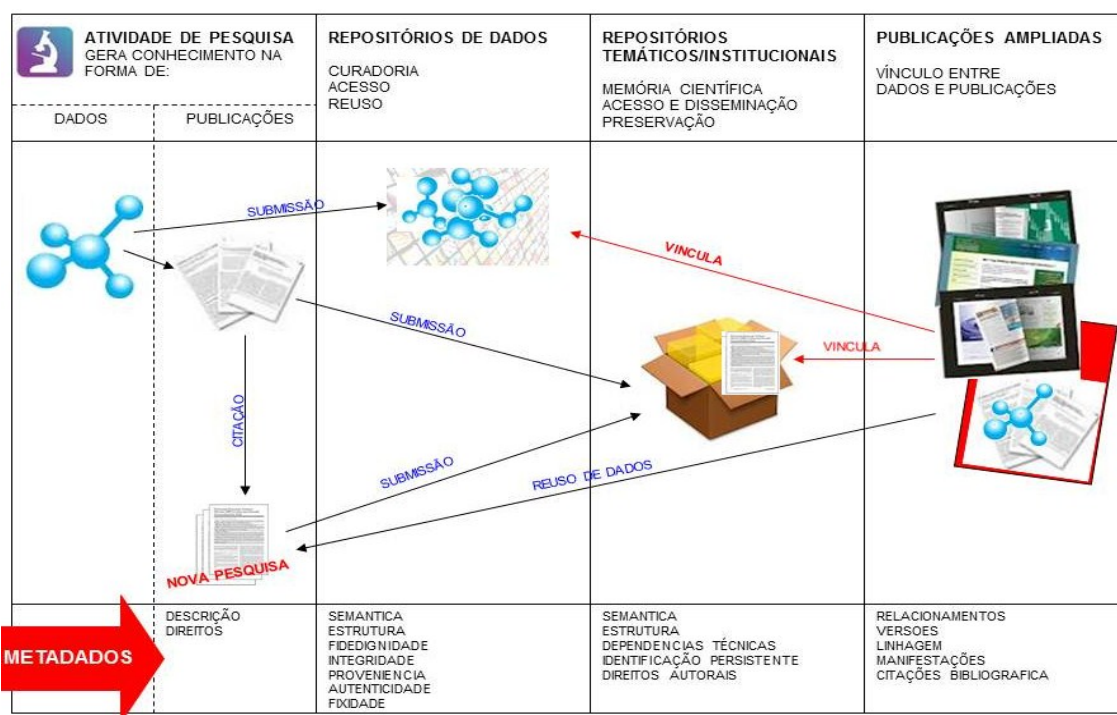 ATIVIDADE DE PESQUISA
GERA CONHECIMENTO NA
FORMA DE:
DADOS
PUBLICAÇÕES
REPOSITÓRIOS DE DADOS
CURADORIA
ACESSO
REUSO
REPOSITÓRIOS
TEMÁTICOS/INSTITUCIONAIS
MEMÓRIA CIENTÍFICA
ACESSO E DISSEMINAÇÃO
PRESERVAÇÃO
PUBLICAÇÕES AMPLIADAS
VÍNCULO ENTRE
DADOS E PUBLICAÇÕES
SUBMISSÃO
VINCULA
SUBMISSÃO
VINCULA
CITAÇÃO
SUBMISSÃO
REUSO DE DADOS
NOVA PESQUISA
METADADOS
DESCRIÇÃO
DIREITOS
SEMANTICA
ESTRUTURA
FIDEDIGNIDADE
INTEGRIDADE
PROVENIENCIA
AUTENTICIDADE
FIXIDADE
SEMANTICA
ESTRUTURA
DEPENDENCIAS TÉCNICAS
IDENTIFICAÇÃO PERSISTENTE
DIREITOS AUTORAIS
RELACIONAMENTOS
VERSOES
LINHAGEM
MANIFESTAÇÕES
CITAÇÕES BIBLIOGRAFICA